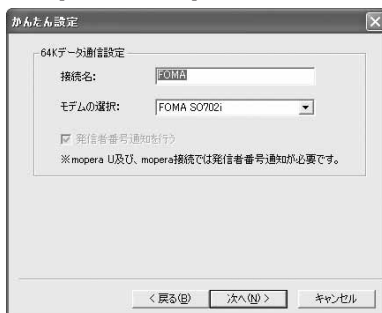 かんたん設定
64Kデータ通信設定
接続名: FOMA
モデムの選択: FOMA SO702i
発信者番号通知を行う
※mopera U及び、mopera接続では発信者番号通知が必要です。
< 戻る(B) 次へ(N) > キャンセル